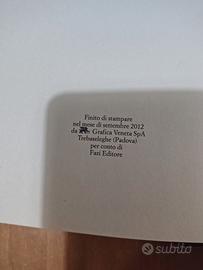 Finito di stampare
nel mese di settembre 2012
da Grafica Veneta SpA
Trebaseleghe (Padova)
per conto di
Fazi Editore
subito